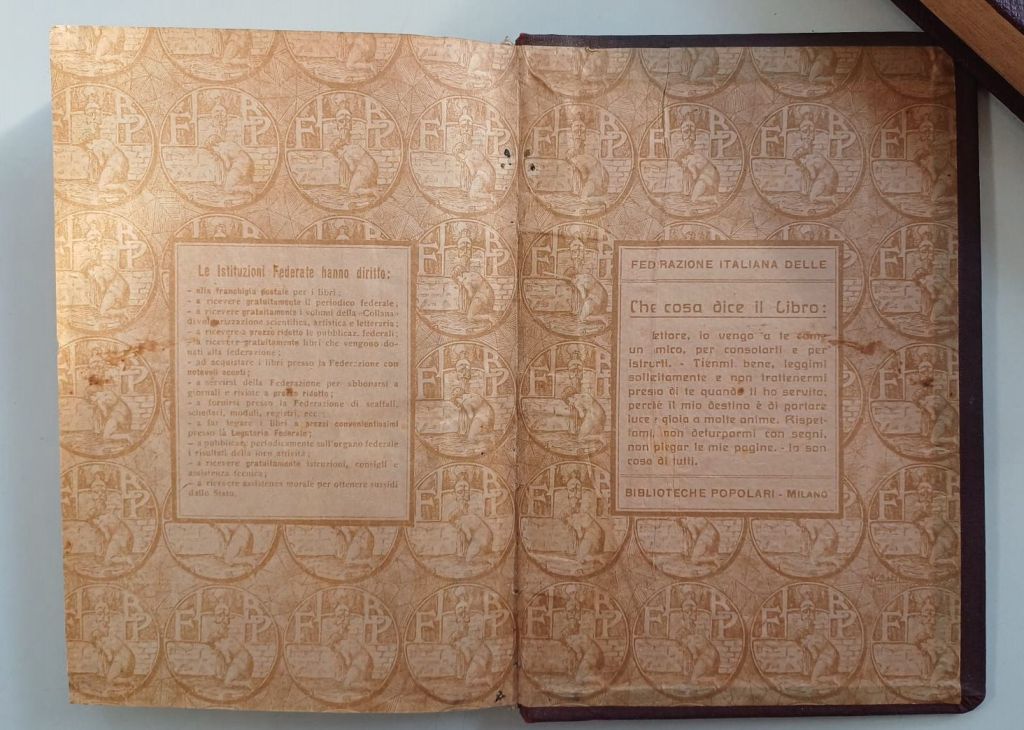 Le Istituzioni Federate hanno diritto:
- alla franchigia postale per i libri;
- a ricevere gratuitamente il periodico federale;
- a ricevere gratuitamente i volumi della «Collana»
di volgarizzazione scientifica, artistica e letteraria;
- a ricevere a prezzo ridotto le pubblicaz. federali;
- a ricevere gratuitamente libri che vengono do-
nati alla federazione;
- ad acquistare i libri presso la Federazione con
notevoli sconti;
- a servirsi della Federazione per abbonarsi a
giornali e riviste a prezzo ridotto;
- a fornirsi presso la Federazione di scaffali,
schedari, moduli, registri, ecc.
- a far legare i libri a prezzi convenientissimi
presso la Legatoria Federale;
- a pubblicare periodicamente sull'organo federale
i risultati della loro attività;
- a ricevere gratuitamente istruzioni, consigli e
assistenza tecnica;
- a ricevere assistenza morale per ottenere sussidi
dallo Stato.
FEDERAZIONE ITALIANA DELLE
Che cosa dice il Libro:
lettore, io vengo a te come
un amico, per consolarti e per
istruirti. - Tienmi bene, leggimi
sollecitamente e non trattenermi
presso di te quando ti ho servito,
perchè il mio destino è di portare
luce e gioia a molte anime. Rispet-
tami, non deturparmi con segni,
non piegar le mie pagine. - Io son
cosa di tutti.
BIBLIOTECHE POPOLARI - MILANO